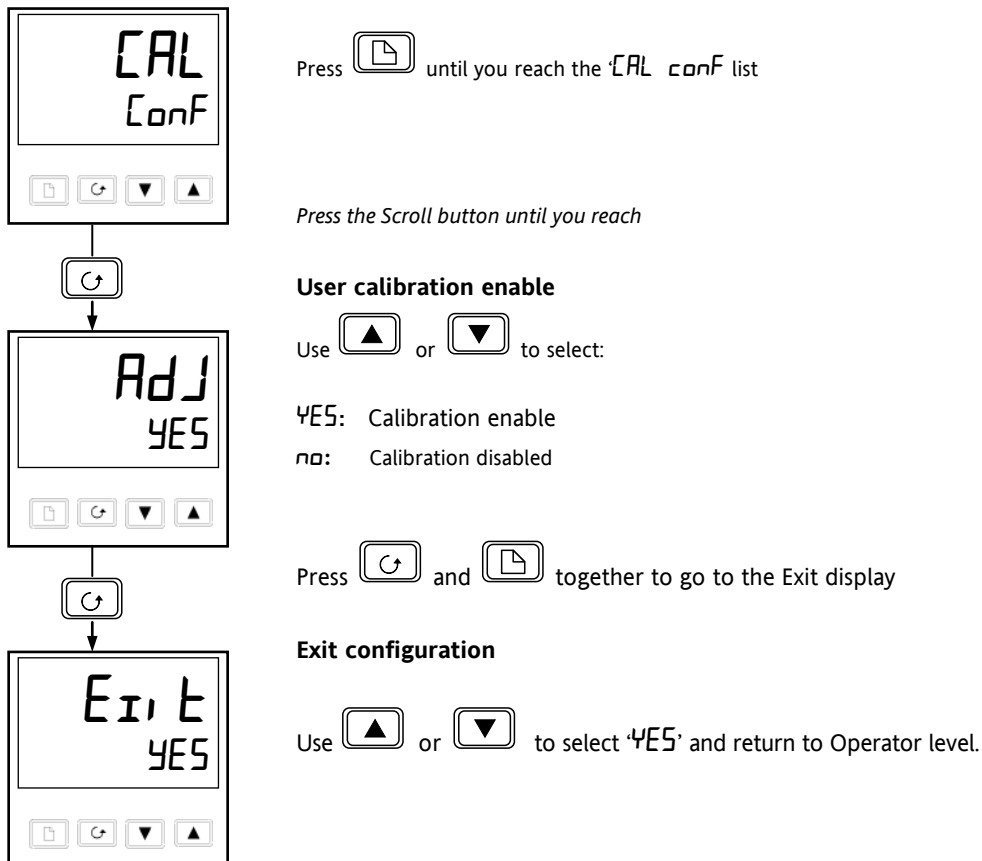 CAL
ConF
Press until you reach the ‘CAL conF list
Press the Scroll button until you reach
User calibration enable
Use or to select:
AdJ
YES
YES: Calibration enable
no: Calibration disabled
Press and together to go to the Exit display
Exit configuration
Exit
YES
Use or to select ‘YES’ and return to Operator level.